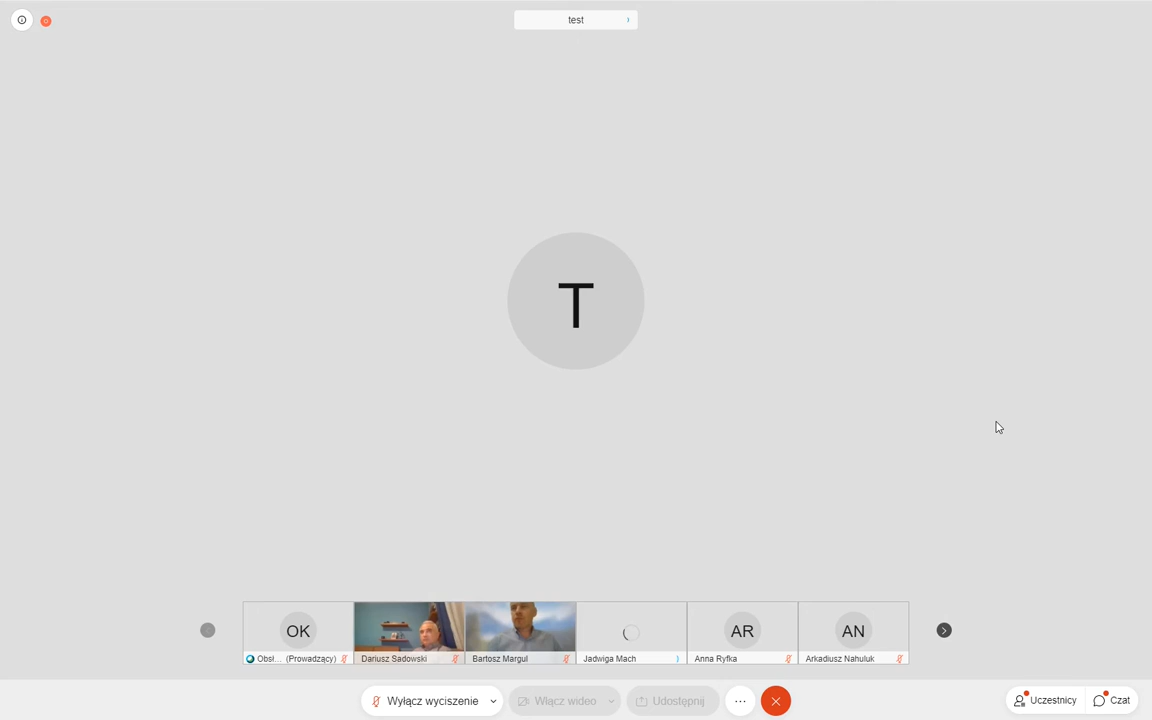 test
T
OK
AR
AN
Obsł... (Prowadzący)
Dariusz Sadowski
Bartosz Margul
Jadwiga Mach
Anna Ryfka
Arkadiusz Nahuluk
Wyłącz wyciszenie
Włącz wideo
Udostępnij
Uczestnicy
Czat